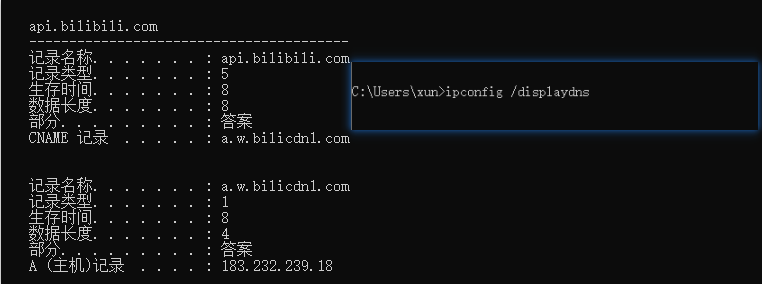 api.bilibili.com
----------------------------------------
记录名称. . . . . . . : api.bilibili.com
记录类型. . . . . . . : 5
生存时间. . . . . . . : 8
数据长度. . . . . . . : 8
部分. . . . . . . . . : 答案
CNAME 记录 . . . . . : a.w.bilicdn1.com
C:\Users\xun>ipconfig /displaydns
记录名称. . . . . . . : a.w.bilicdn1.com
记录类型. . . . . . . : 1
生存时间. . . . . . . : 8
数据长度. . . . . . . : 4
部分. . . . . . . . . : 答案
A (主机)记录 . . . . : 183.232.239.18